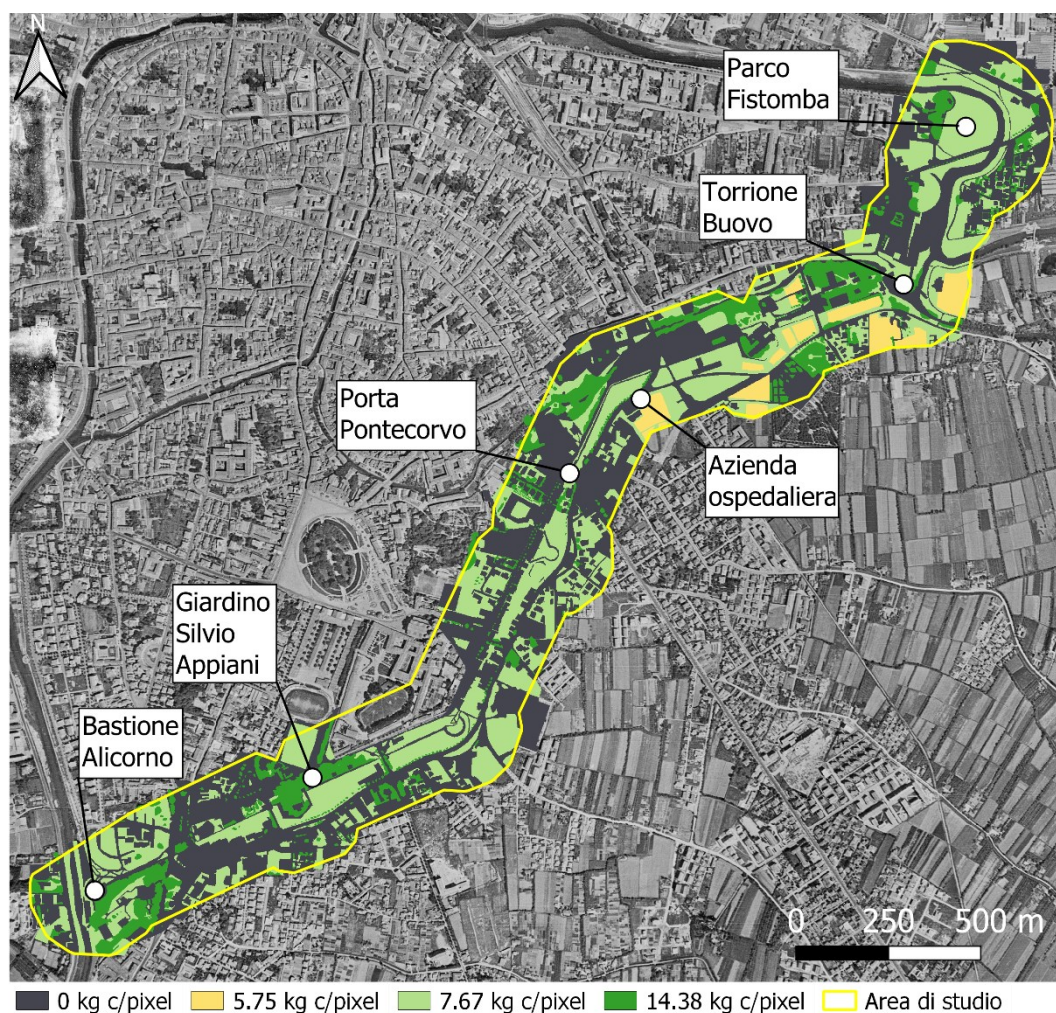 N
Parco
Fistomba
Torrione
Buovo
Porta
Pontecorvo
Azienda
ospedaliera
Giardino
Silvio
Appiani
Bastione
Alicorno
0 250 500 m
0 kg c/pixel 5.75 kg c/pixel 7.67 kg c/pixel 14.38 kg c/pixel Area di studio